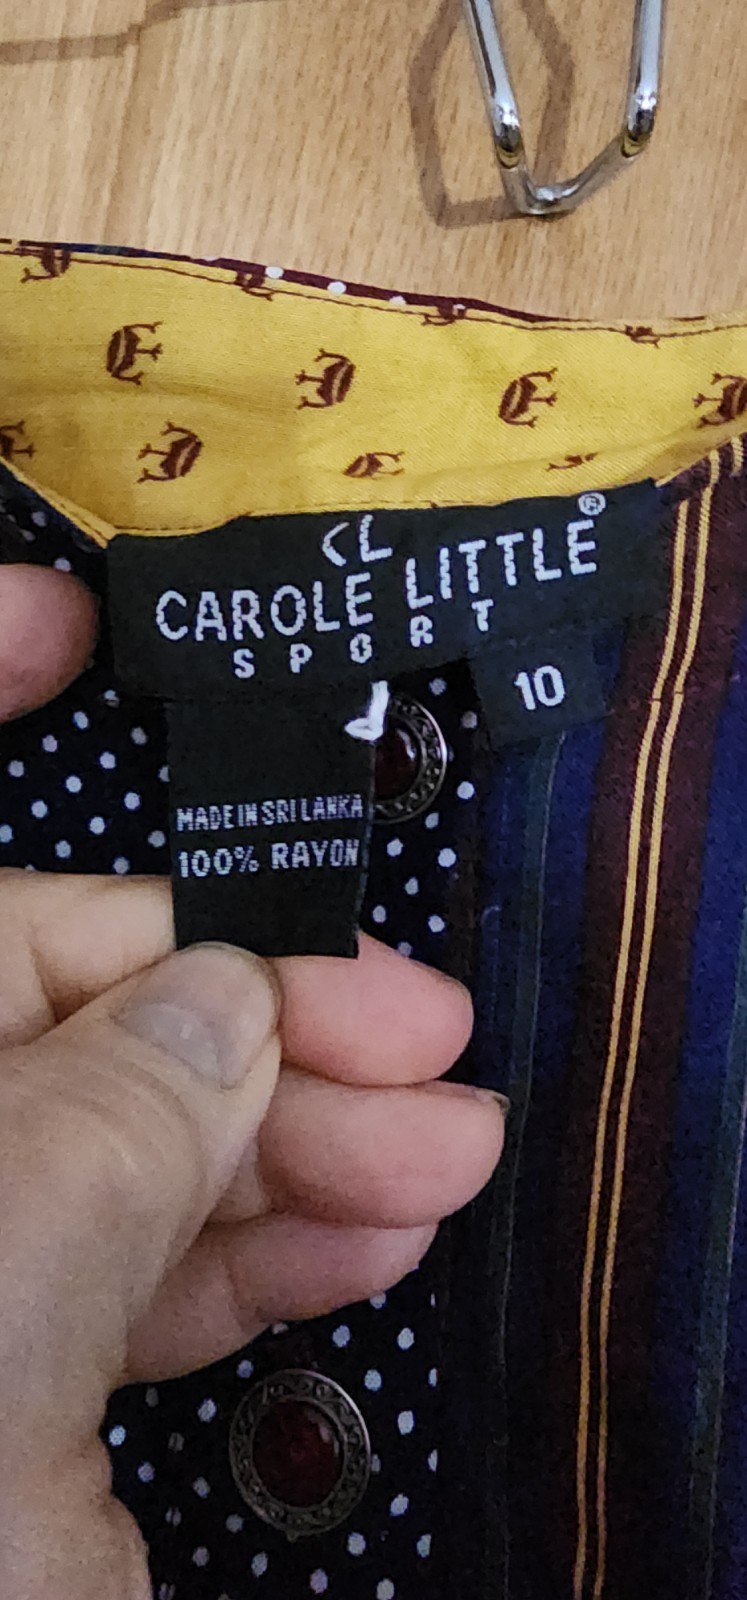 CL
CAROLE LITTLE®
SPORT
10
MADE IN SRI LANKA
100% RAYON